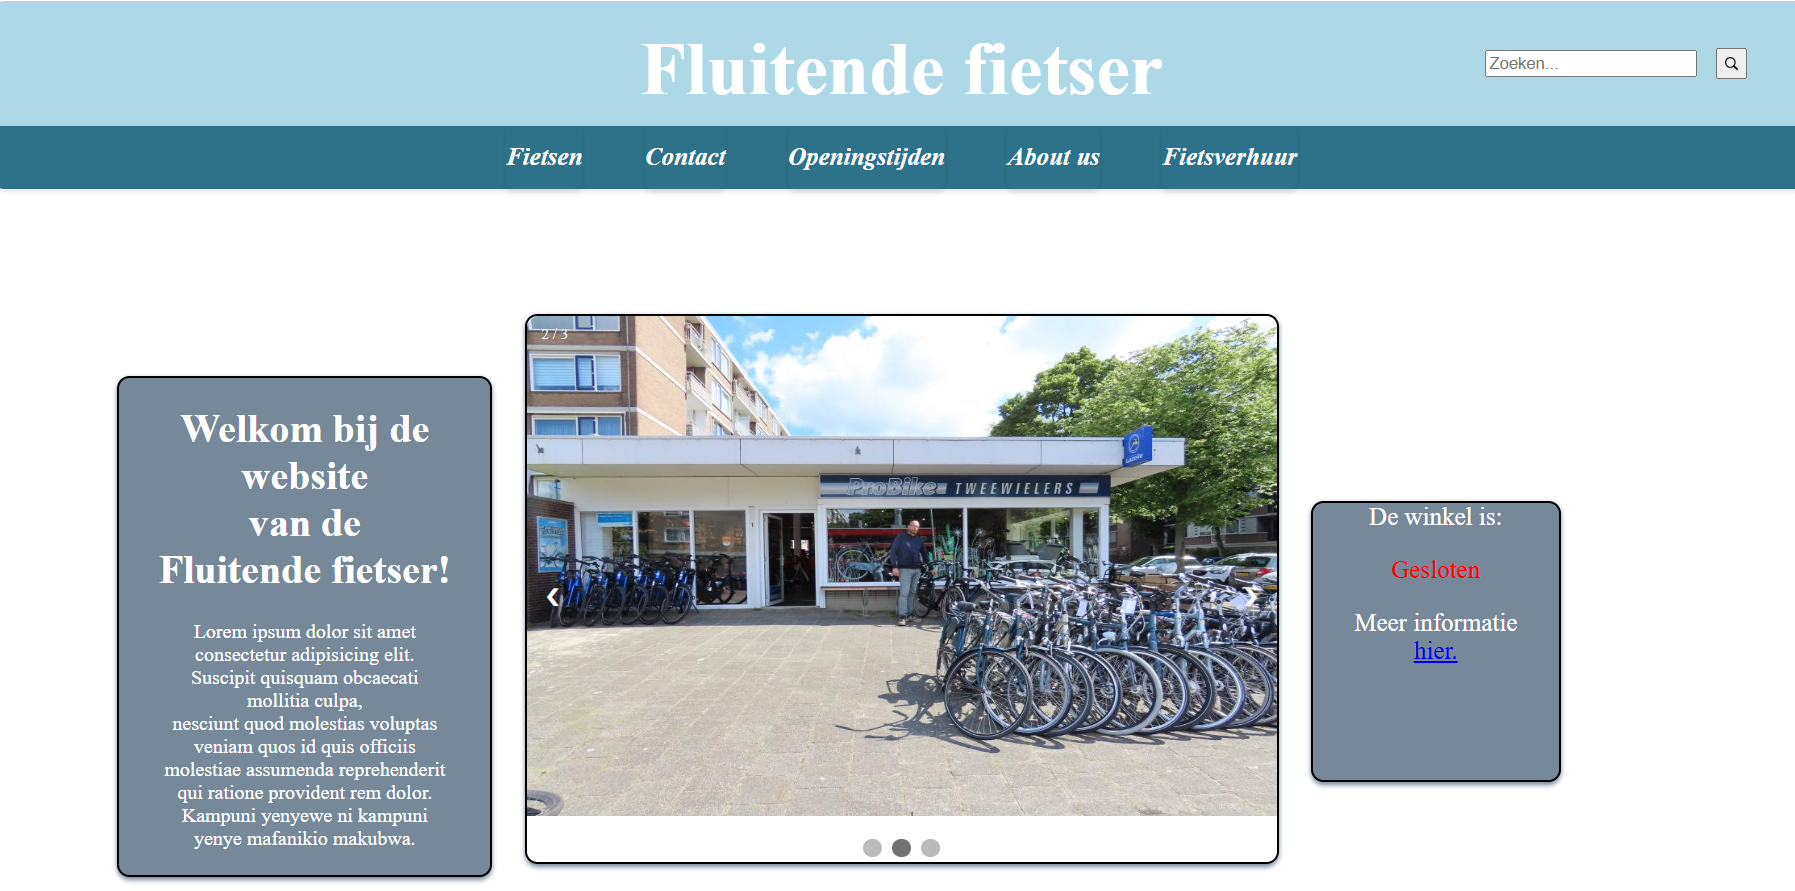 Fluitende fietser
Zoeken...
Fietsen
Contact
Openingstijden
About us
Fietsverhuur
Welkom bij de
website
van de
Fluitende fietser!
Lorem ipsum dolor sit amet
consectetur adipisicing elit.
Suscipit quisquam obcaecati
mollitia culpa,
nesciunt quod molestias voluptas
veniam quos id quis officiis
molestiae assumenda reprehenderit
qui ratione provident rem dolor.
Kampuni yenyewe ni kampuni
yenye mafanikio makubwa.
2 / 3
GAZELLE
ProBike TWEEWIELERS
De winkel is:
Gesloten
Meer informatie
hier.